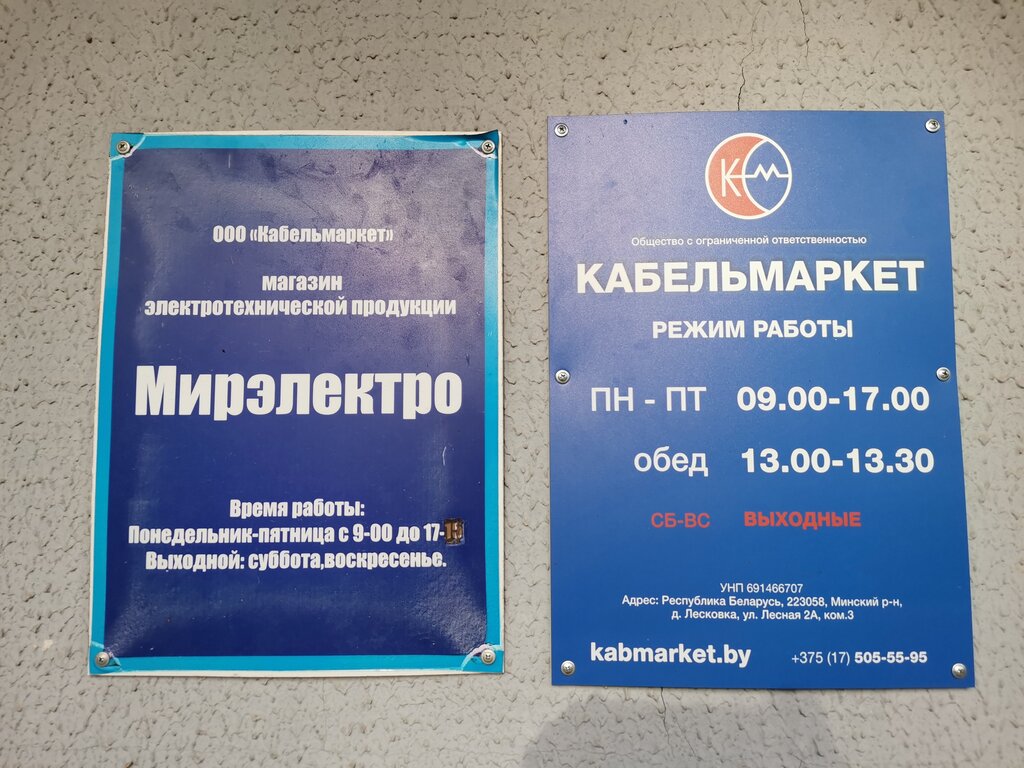 ООО «Кабельмаркет»
магазин
электротехнической продукции
Мирэлектро
Время работы:
Понедельник-пятница с 9-00 до 17-
Выходной: суббота,воскресенье.
КМ
Общество с ограниченной ответственностью
КАБЕЛЬМАРКЕТ
РЕЖИМ РАБОТЫ
ПН - ПТ 09.00-17.00
обед 13.00-13.30
СБ-ВС ВЫХОДНЫЕ
УНП 691466707
Адрес: Республика Беларусь, 223058, Минский р-н,
д. Лесковка, ул. Лесная 2А, ком.3
kabmarket.by +375 (17) 505-55-95